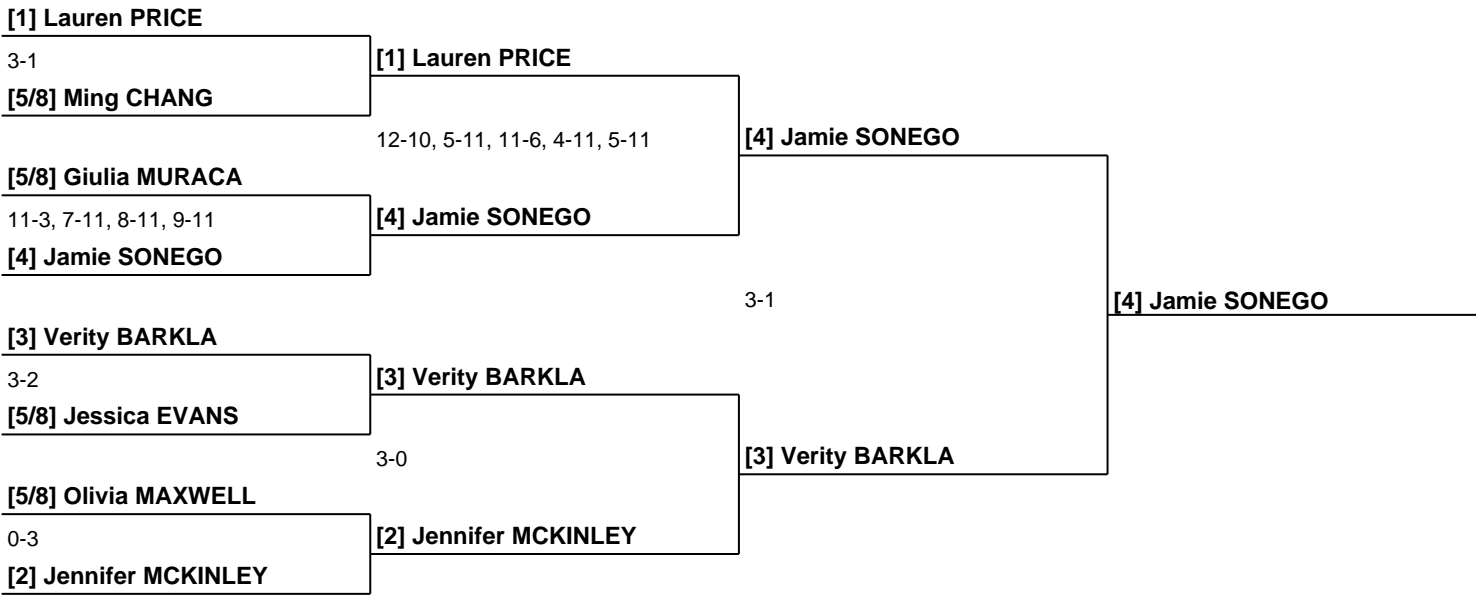 [1] Lauren PRICE
3-1
[5/8] Ming CHANG
[1] Lauren PRICE
12-10, 5-11, 11-6, 4-11, 5-11
[5/8] Giulia MURACA
11-3, 7-11, 8-11, 9-11
[4] Jamie SONEGO
[4] Jamie SONEGO
[4] Jamie SONEGO
3-1
[4] Jamie SONEGO
[3] Verity BARKLA
3-2
[5/8] Jessica EVANS
[3] Verity BARKLA
3-0
[5/8] Olivia MAXWELL
0-3
[2] Jennifer MCKINLEY
[2] Jennifer MCKINLEY
[3] Verity BARKLA